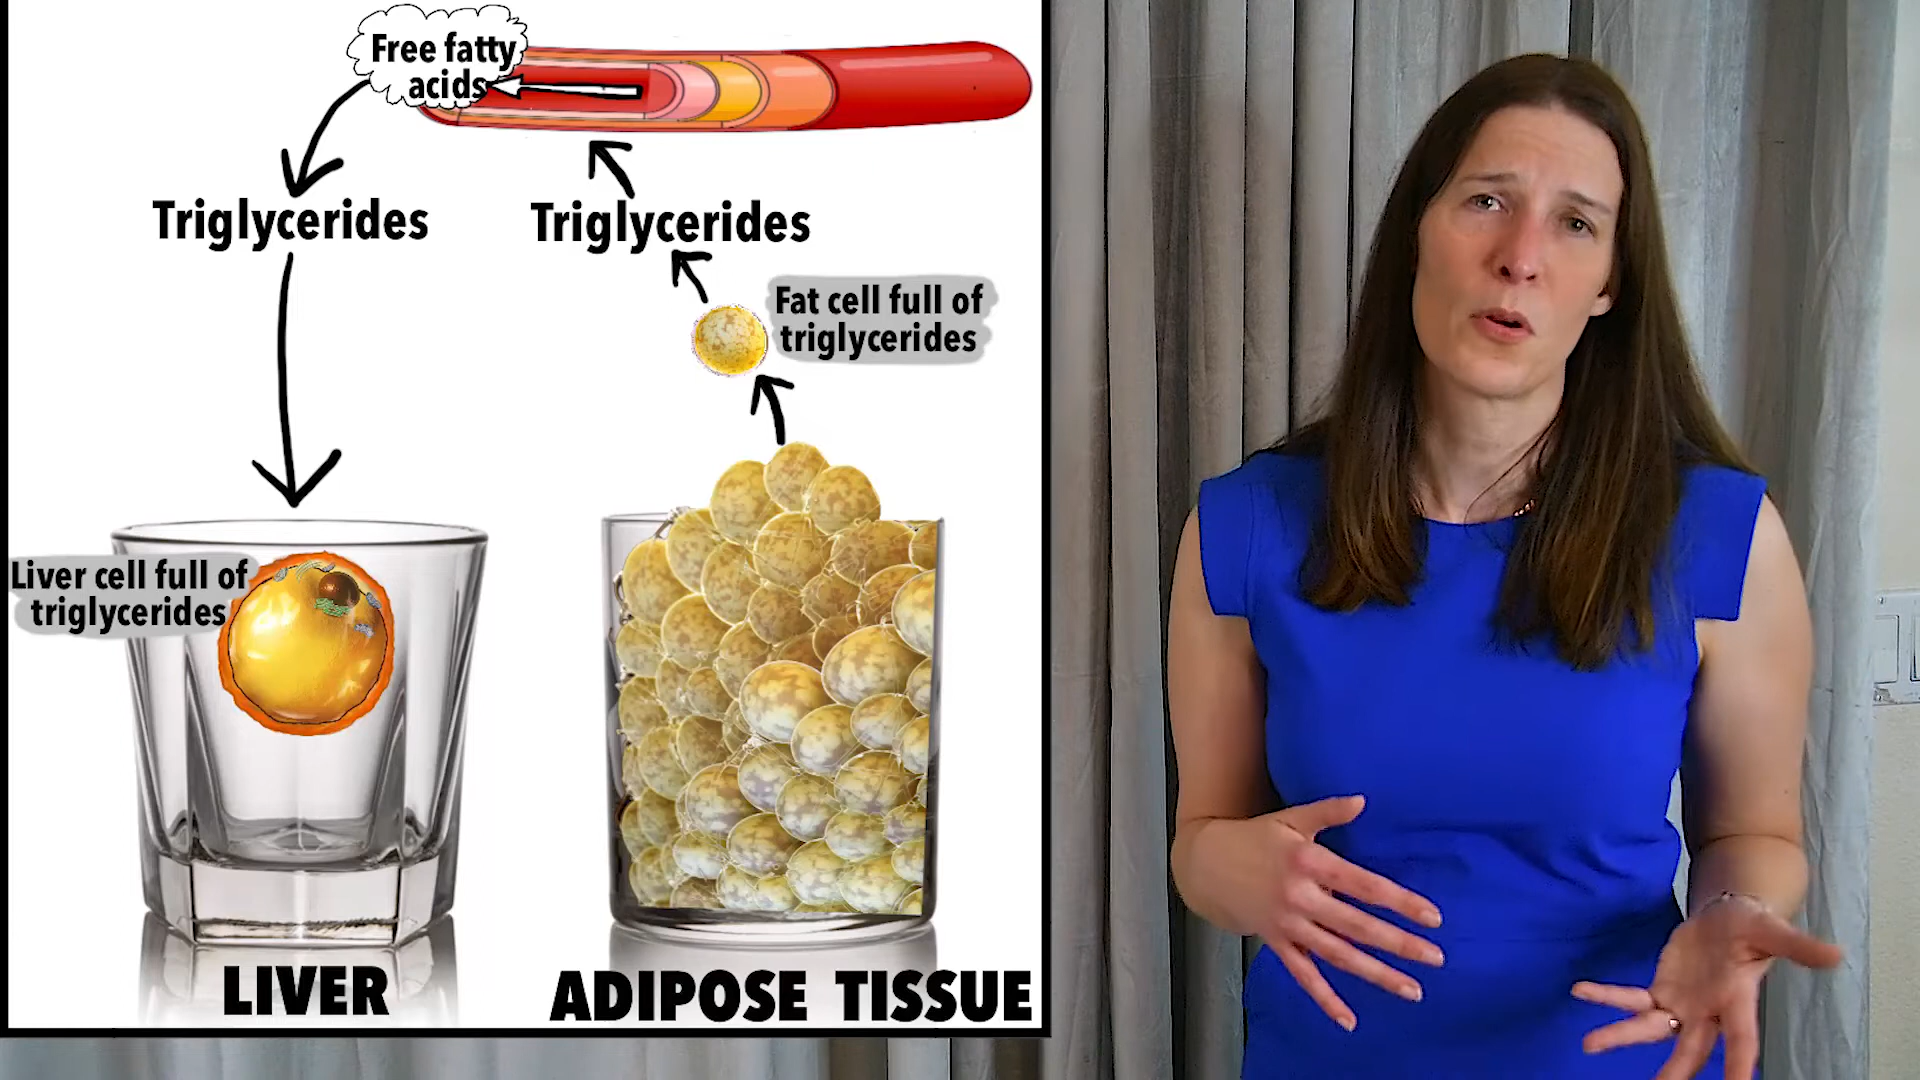 Free fatty
acids
Triglycerides
Triglycerides
Fat cell full of
triglycerides
Liver cell full of
triglycerides
LIVER
ADIPOSE TISSUE